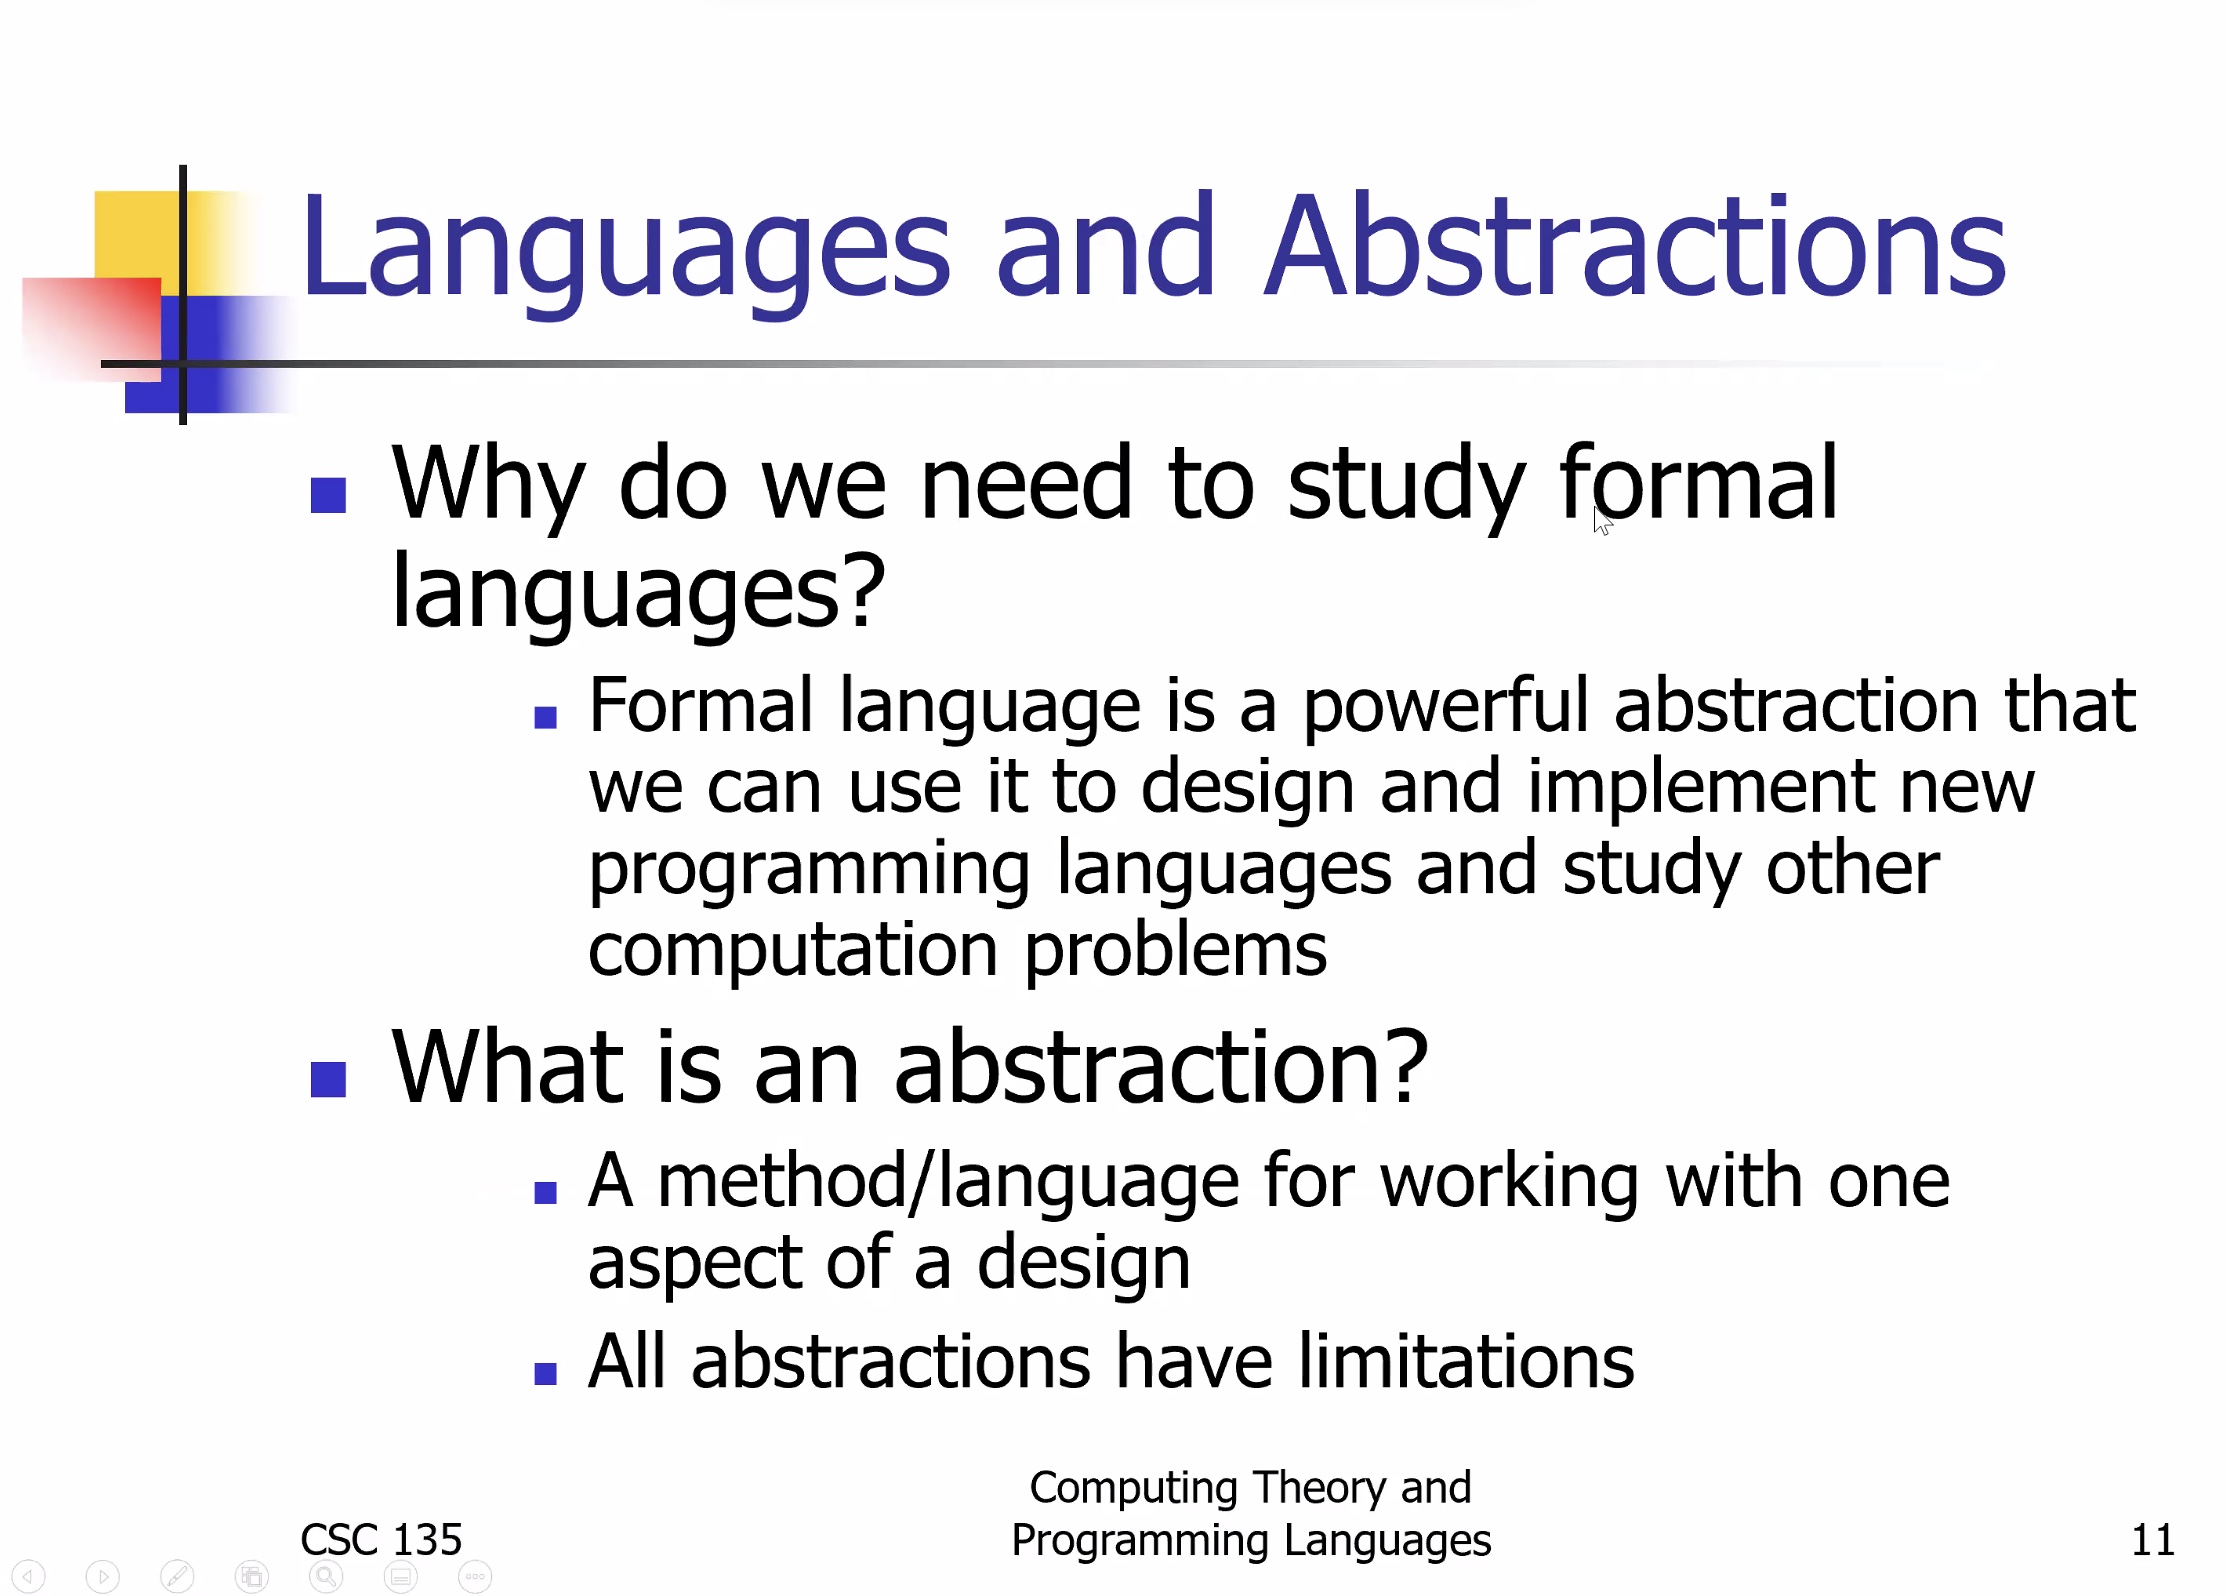 Languages and Abstractions
Why do we need to study formal
languages?
Formal language is a powerful abstraction that
we can use it to design and implement new
programming languages and study other
computation problems
What is an abstraction?
A method/language for working with one
aspect of a design
All abstractions have limitations
CSC 135
Computing Theory and
Programming Languages
11